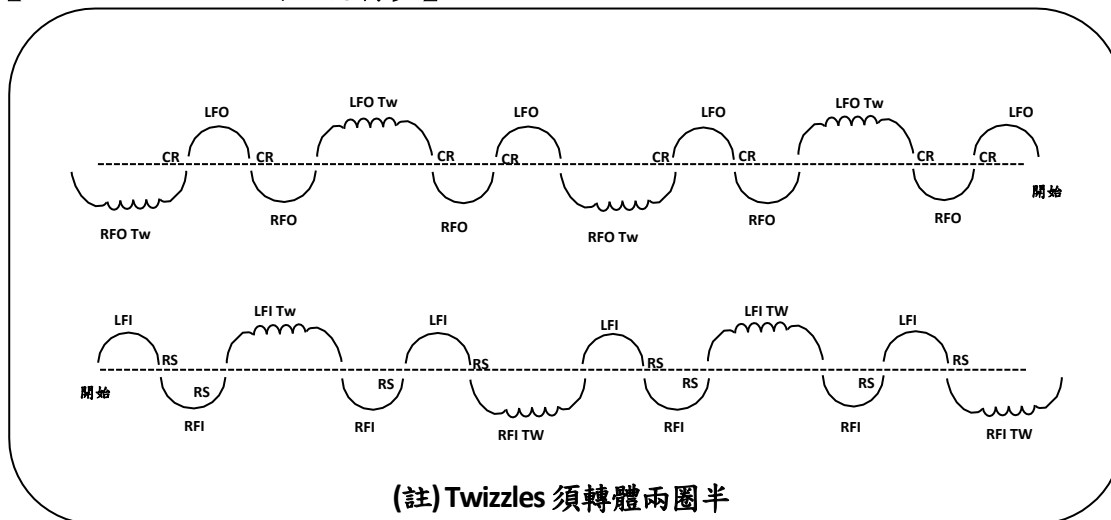 LFO LFO Tw LFO LFO LFO Tw LFO
CR CR CR CR CR CR CR CR
開始
RFO Tw RFO RFO RFO Tw RFO RFO
LFI LFI Tw LFI LFI LFI TW LFI
RS RS RS RS RS RS RS RS
開始
RFI RFI RFI TW RFI RFI RFI TW
(註) Twizzles 須轉體兩圈半